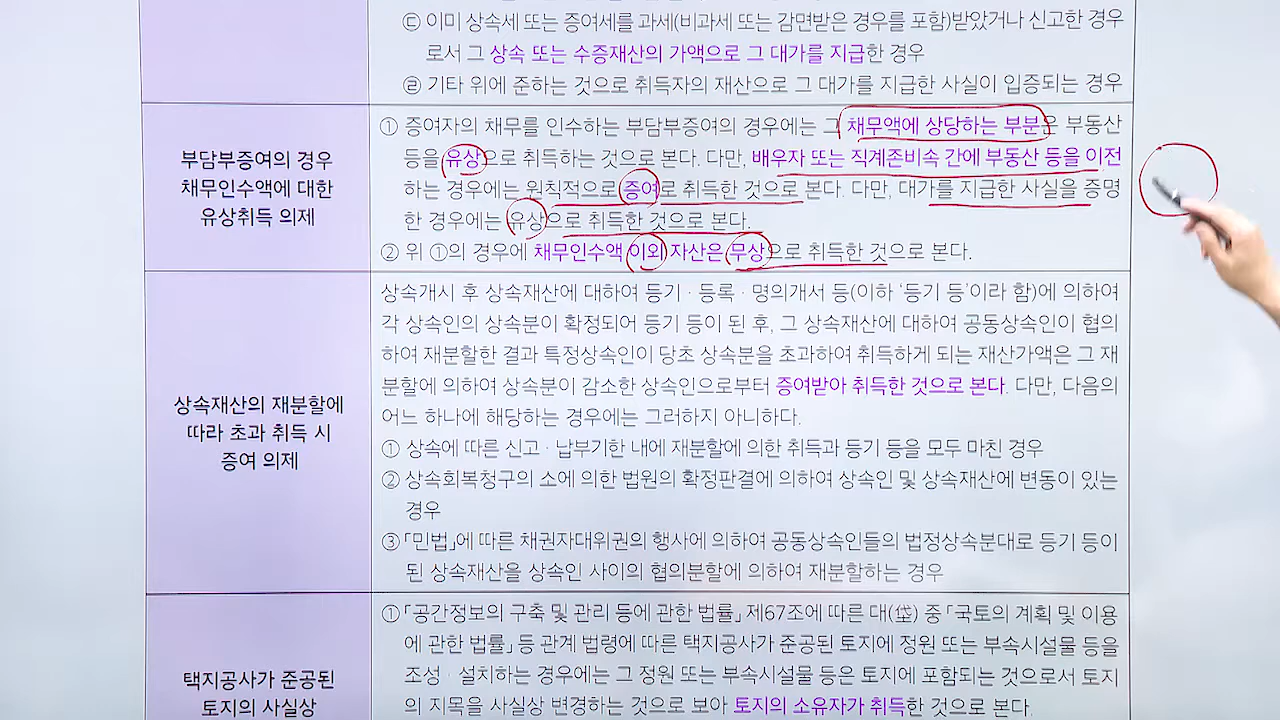 ㉢ 이미 상속세 또는 증여세를 과세(비과세 또는 감면받은 경우를 포함)받았거나 신고한 경우
로서 그 상속 또는 수증재산의 가액으로 그 대가를 지급한 경우
㉣ 기타 위에 준하는 것으로 취득자의 재산으로 그 대가를 지급한 사실이 입증되는 경우
부담부증여의 경우
채무인수액에 대한
유상취득 의제
① 증여자의 채무를 인수하는 부담부증여의 경우에는 그 채무액에 상당하는 부분은 부동산
등을 유상으로 취득하는 것으로 본다. 다만, 배우자 또는 직계존비속 간에 부동산 등을 이전
하는 경우에는 원칙적으로 증여로 취득한 것으로 본다. 다만, 대가를 지급한 사실을 증명
한 경우에는 유상으로 취득한 것으로 본다.
② 위 ①의 경우에 채무인수액 이외 자산은 무상으로 취득한 것으로 본다.
상속재산의 재분할에
따라 초과 취득 시
증여 의제
상속개시 후 상속재산에 대하여 등기 · 등록 · 명의개서 등(이하 ‘등기 등’이라 함)에 의하여
각 상속인의 상속분이 확정되어 등기 등이 된 후, 그 상속재산에 대하여 공동상속인이 협의
하여 재분할한 결과 특정상속인이 당초 상속분을 초과하여 취득하게 되는 재산가액은 그 재
분할에 의하여 상속분이 감소한 상속인으로부터 증여받아 취득한 것으로 본다. 다만, 다음의
어느 하나에 해당하는 경우에는 그러하지 아니하다.
① 상속에 따른 신고 · 납부기한 내에 재분할에 의한 취득과 등기 등을 모두 마친 경우
② 상속회복청구의 소에 의한 법원의 확정판결에 의하여 상속인 및 상속재산에 변동이 있는
경우
③ 「민법」에 따른 채권자대위권의 행사에 의하여 공동상속인들의 법정상속분대로 등기 등이
된 상속재산을 상속인 사이의 협의분할에 의하여 재분할하는 경우
택지공사가 준공된
토지의 사실상
① 「공간정보의 구축 및 관리 등에 관한 법률」 제67조에 따른 대(垈) 중 「국토의 계획 및 이용
에 관한 법률」 등 관계 법령에 따른 택지공사가 준공된 토지에 정원 또는 부속시설물 등을
조성 · 설치하는 경우에는 그 정원 또는 부속시설물 등은 토지에 포함되는 것으로서 토지
의 지목을 사실상 변경하는 것으로 보아 토지의 소유자가 취득한 것으로 본다.